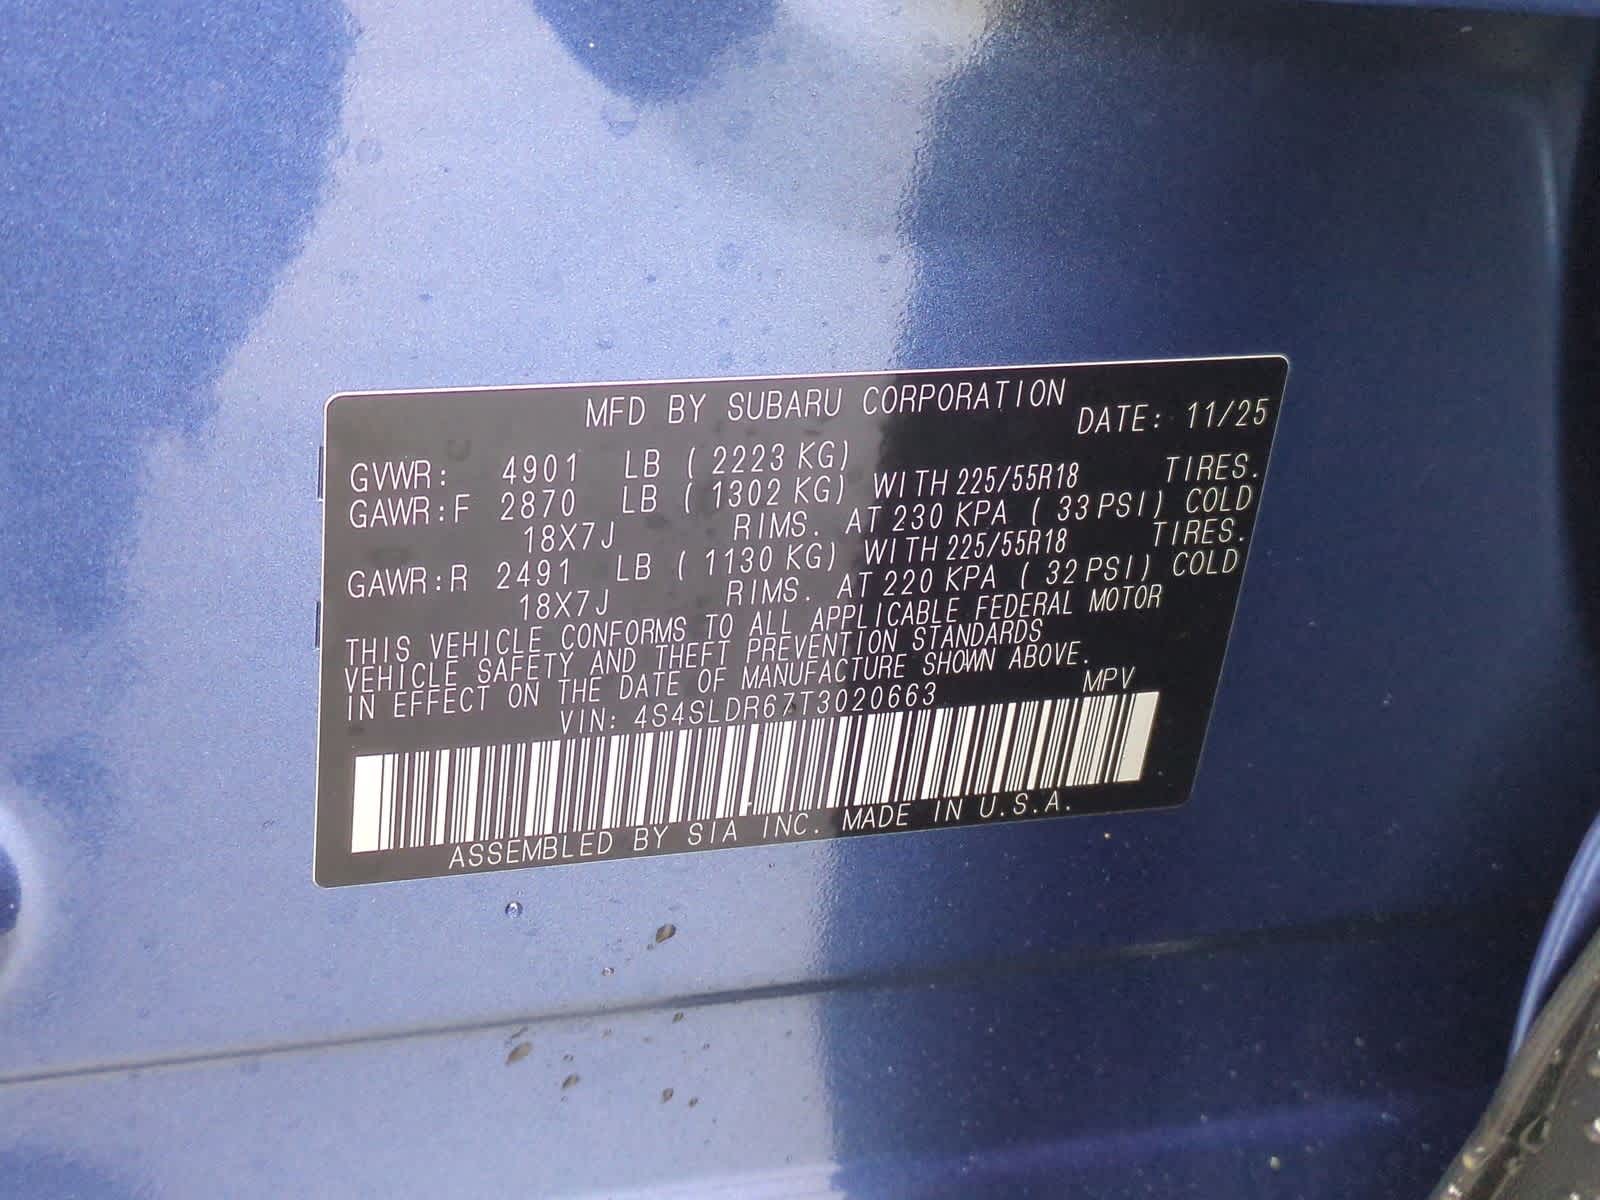 MFD BY SUBARU CORPORATION DATE: 11/25
GVWR: 4901 LB ( 2223 KG)
GAWR:F 2870 LB ( 1302 KG) WITH 225/55R18 TIRES.
18X7J RIMS. AT 230 KPA ( 33 PSI) COLD
GAWR:R 2491 LB ( 1130 KG) WITH 225/55R18 TIRES.
18X7J RIMS. AT 220 KPA ( 32 PSI) COLD
THIS VEHICLE CONFORMS TO ALL APPLICABLE FEDERAL MOTOR
VEHICLE SAFETY AND THEFT PREVENTION STANDARDS
IN EFFECT ON THE DATE OF MANUFACTURE SHOWN ABOVE.
VIN: 4S4SLDR67T3020663 MPV
ASSEMBLED BY SIA INC. MADE IN U.S.A.